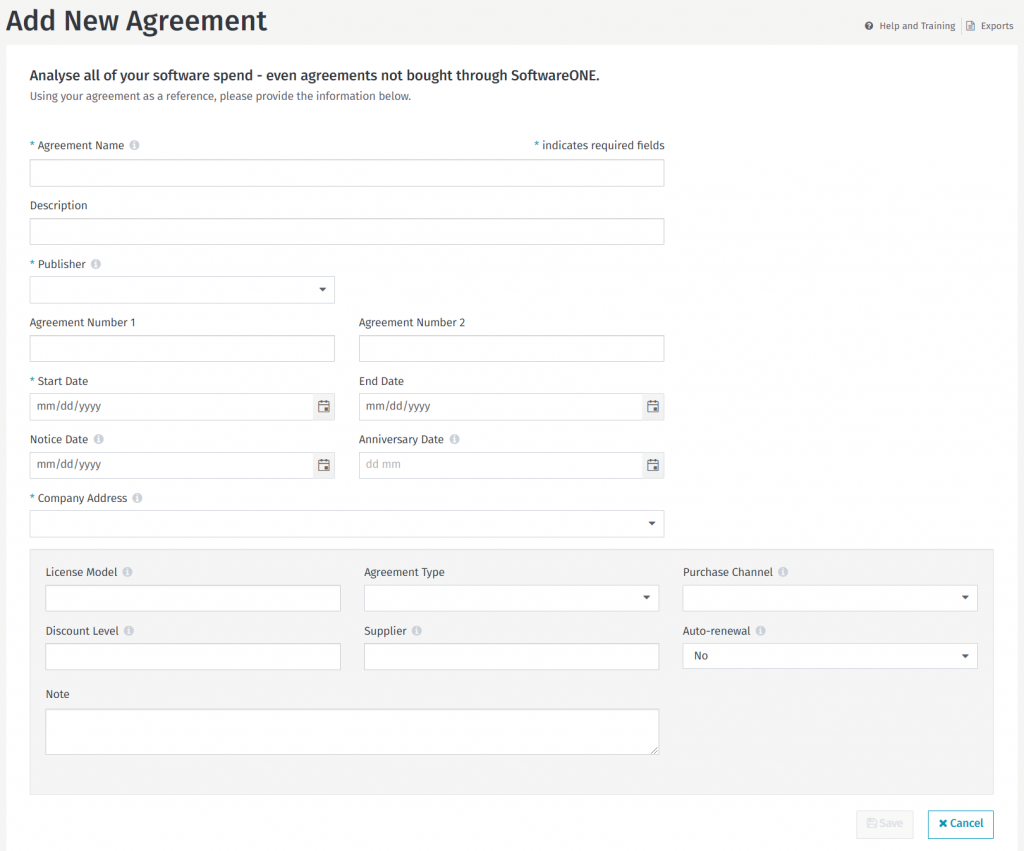 Add New Agreement
Help and Training
Exports
Analyse all of your software spend - even agreements not bought through SoftwareONE.
Using your agreement as a reference, please provide the information below.
* Agreement Name
* indicates required fields
Description
* Publisher
Agreement Number 1
Agreement Number 2
* Start Date
End Date
mm/dd/yyyy
mm/dd/yyyy
Notice Date
Anniversary Date
mm/dd/yyyy
dd mm
* Company Address
License Model
Agreement Type
Purchase Channel
Discount Level
Supplier
Auto-renewal
No
Note
Save
Cancel